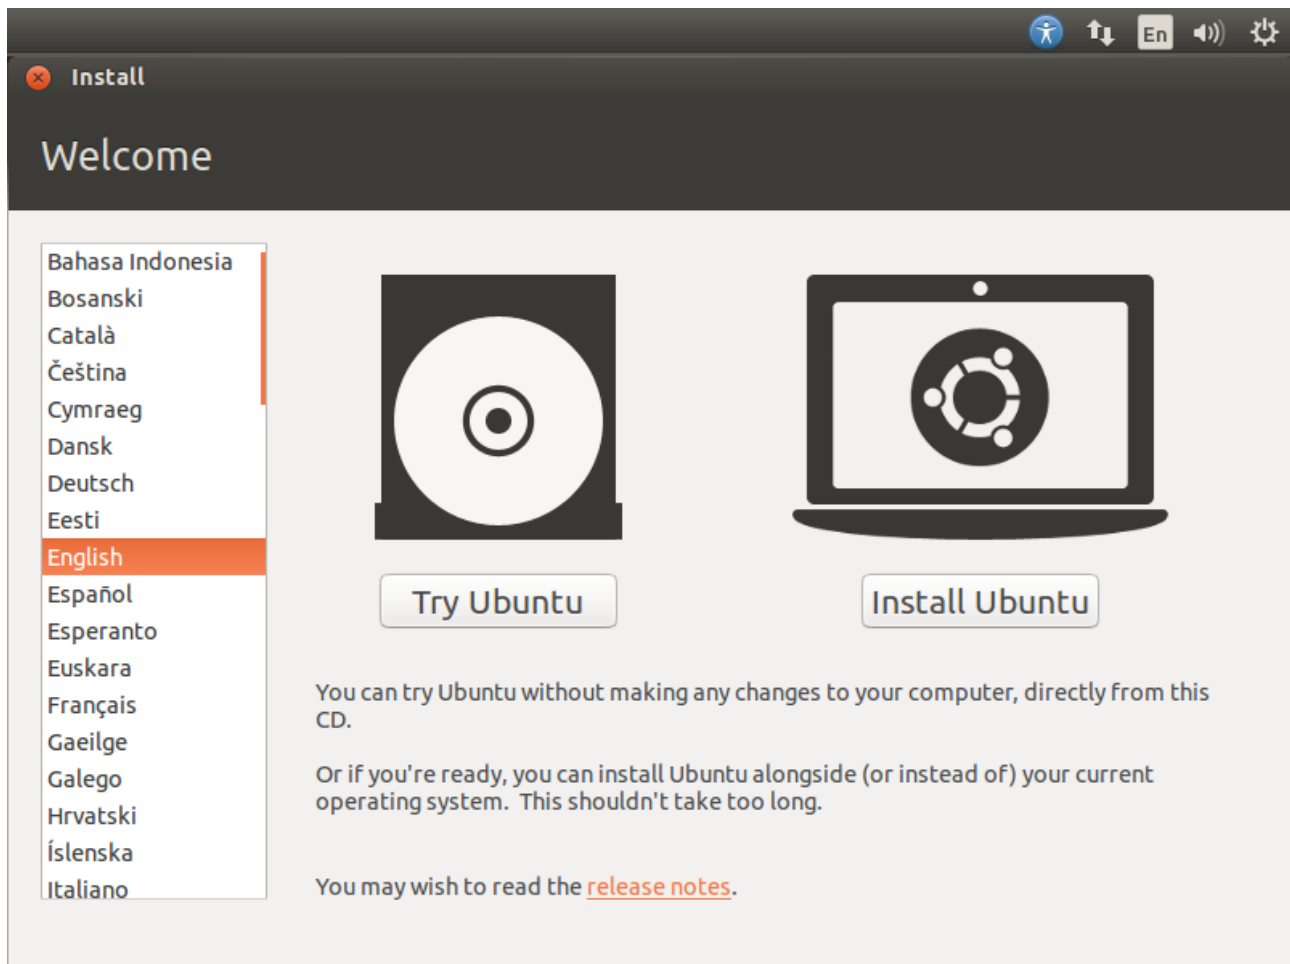 En
Install
Welcome
Bahasa Indonesia
Bosanski
Català
Čeština
Cymraeg
Dansk
Deutsch
Eesti
English
Español
Esperanto
Euskara
Français
Gaeilge
Galego
Hrvatski
Íslenska
Italiano
Try Ubuntu
Install Ubuntu
You can try Ubuntu without making any changes to your computer, directly from this
CD.
Or if you're ready, you can install Ubuntu alongside (or instead of) your current
operating system.  This shouldn't take too long.
You may wish to read the release notes.